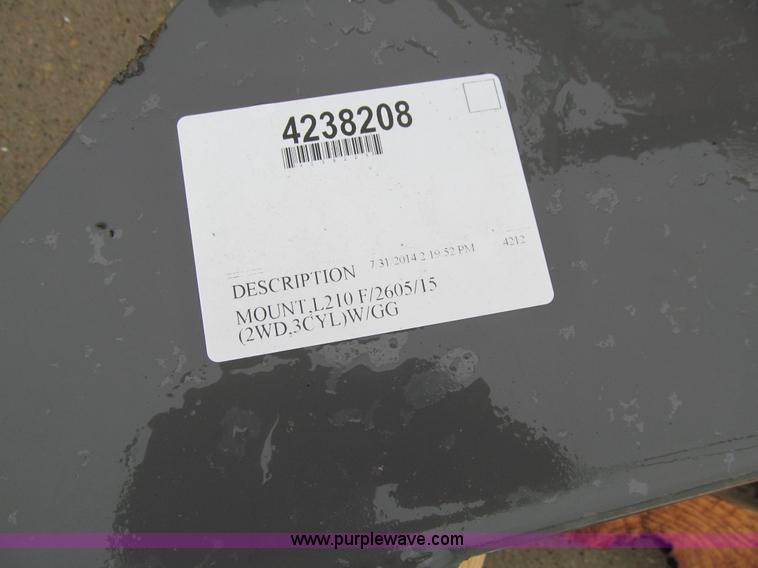 4238208
7/31/2014 2:19:52 PM 4212
DESCRIPTION
MOUNT,L210 F/2605/15
(2WD,3CYL)W/GG
www.purplewave.com